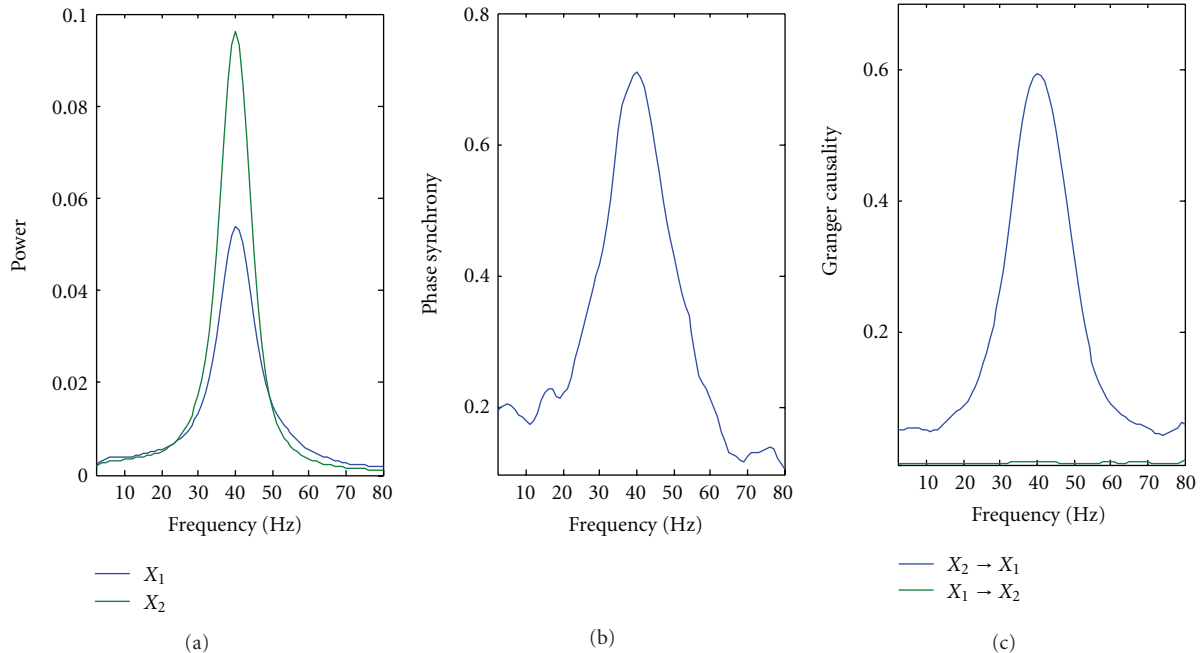 0.1
0.08
0.06
0.04
0.02
0
Power
10 20 30 40 50 60 70 80
Frequency (Hz)
X1
X2
(a)
0.8
0.6
0.4
0.2
Phase synchrony
10 20 30 40 50 60 70 80
Frequency (Hz)
(b)
0.6
0.4
0.2
Granger causality
10 20 30 40 50 60 70 80
Frequency (Hz)
X2 → X1
X1 → X2
(c)